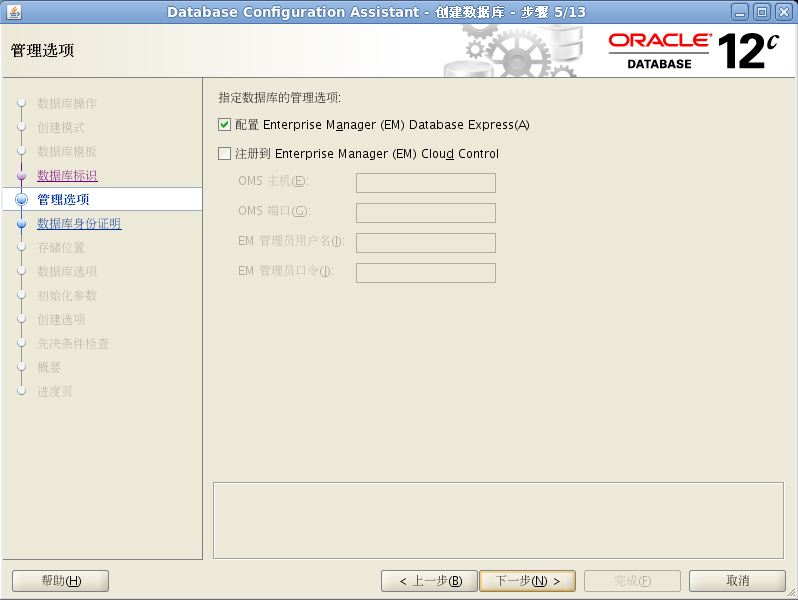 Database Configuration Assistant - 创建数据库 - 步骤 5/13
管理选项
ORACLE®
DATABASE
12c
数据库操作
创建模式
数据库模板
数据库标识
管理选项
数据库身份证明
存储位置
数据库选项
初始化参数
创建选项
先决条件检查
概要
进度页
指定数据库的管理选项:
配置 Enterprise Manager (EM) Database Express(A)
注册到 Enterprise Manager (EM) Cloud Control
OMS 主机(E):
OMS 端口(G):
EM 管理员用户名(I):
EM 管理员口令(J):
帮助(H)
< 上一步(B)
下一步(N) >
完成(F)
取消